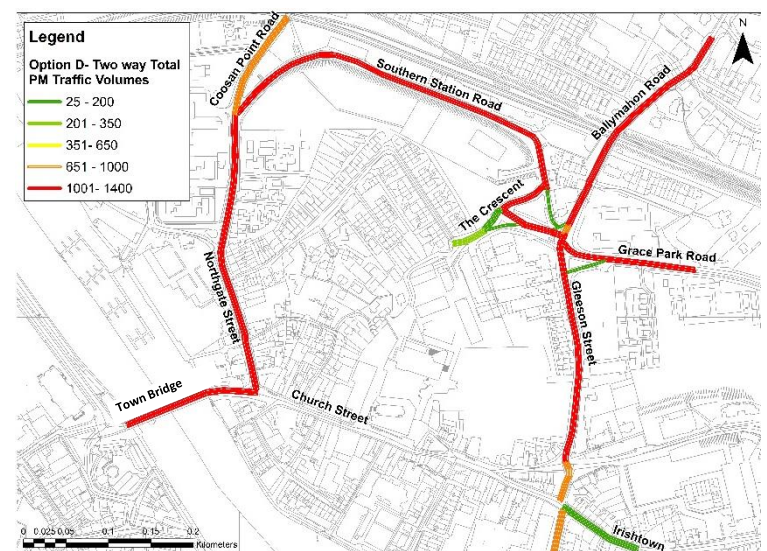 Legend
Option D- Two way Total
PM Traffic Volumes
25 - 200
201 - 350
351- 650
651 - 1000
1001- 1400
Coosan Point Road
Southern Station Road
Ballymahon Road
N
The Crescent
Grace Park Road
Northgate Street
Gleeson Street
Town Bridge
Church Street
Irishtown
0 0.025 0.05 0.1 0.15 0.2
Kilometers